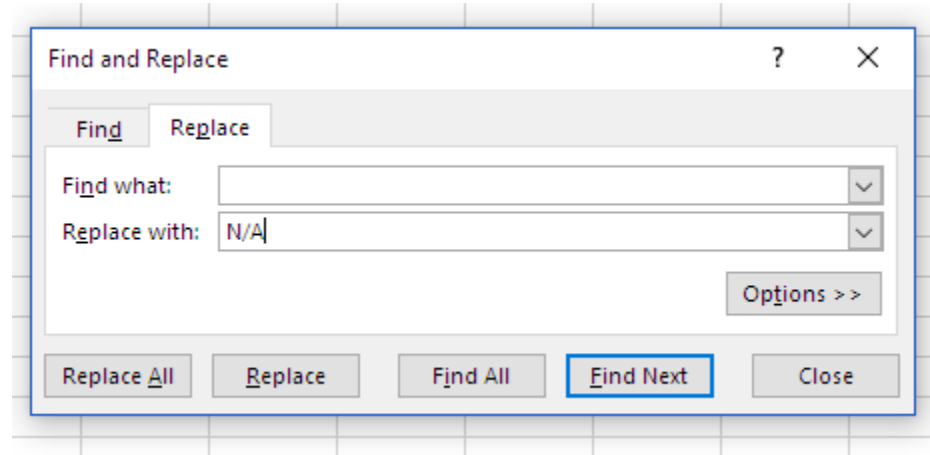 Find and Replace ?
Find Replace
Find what:
Replace with: N/A
Options >>
Replace All Replace Find All Find Next Close